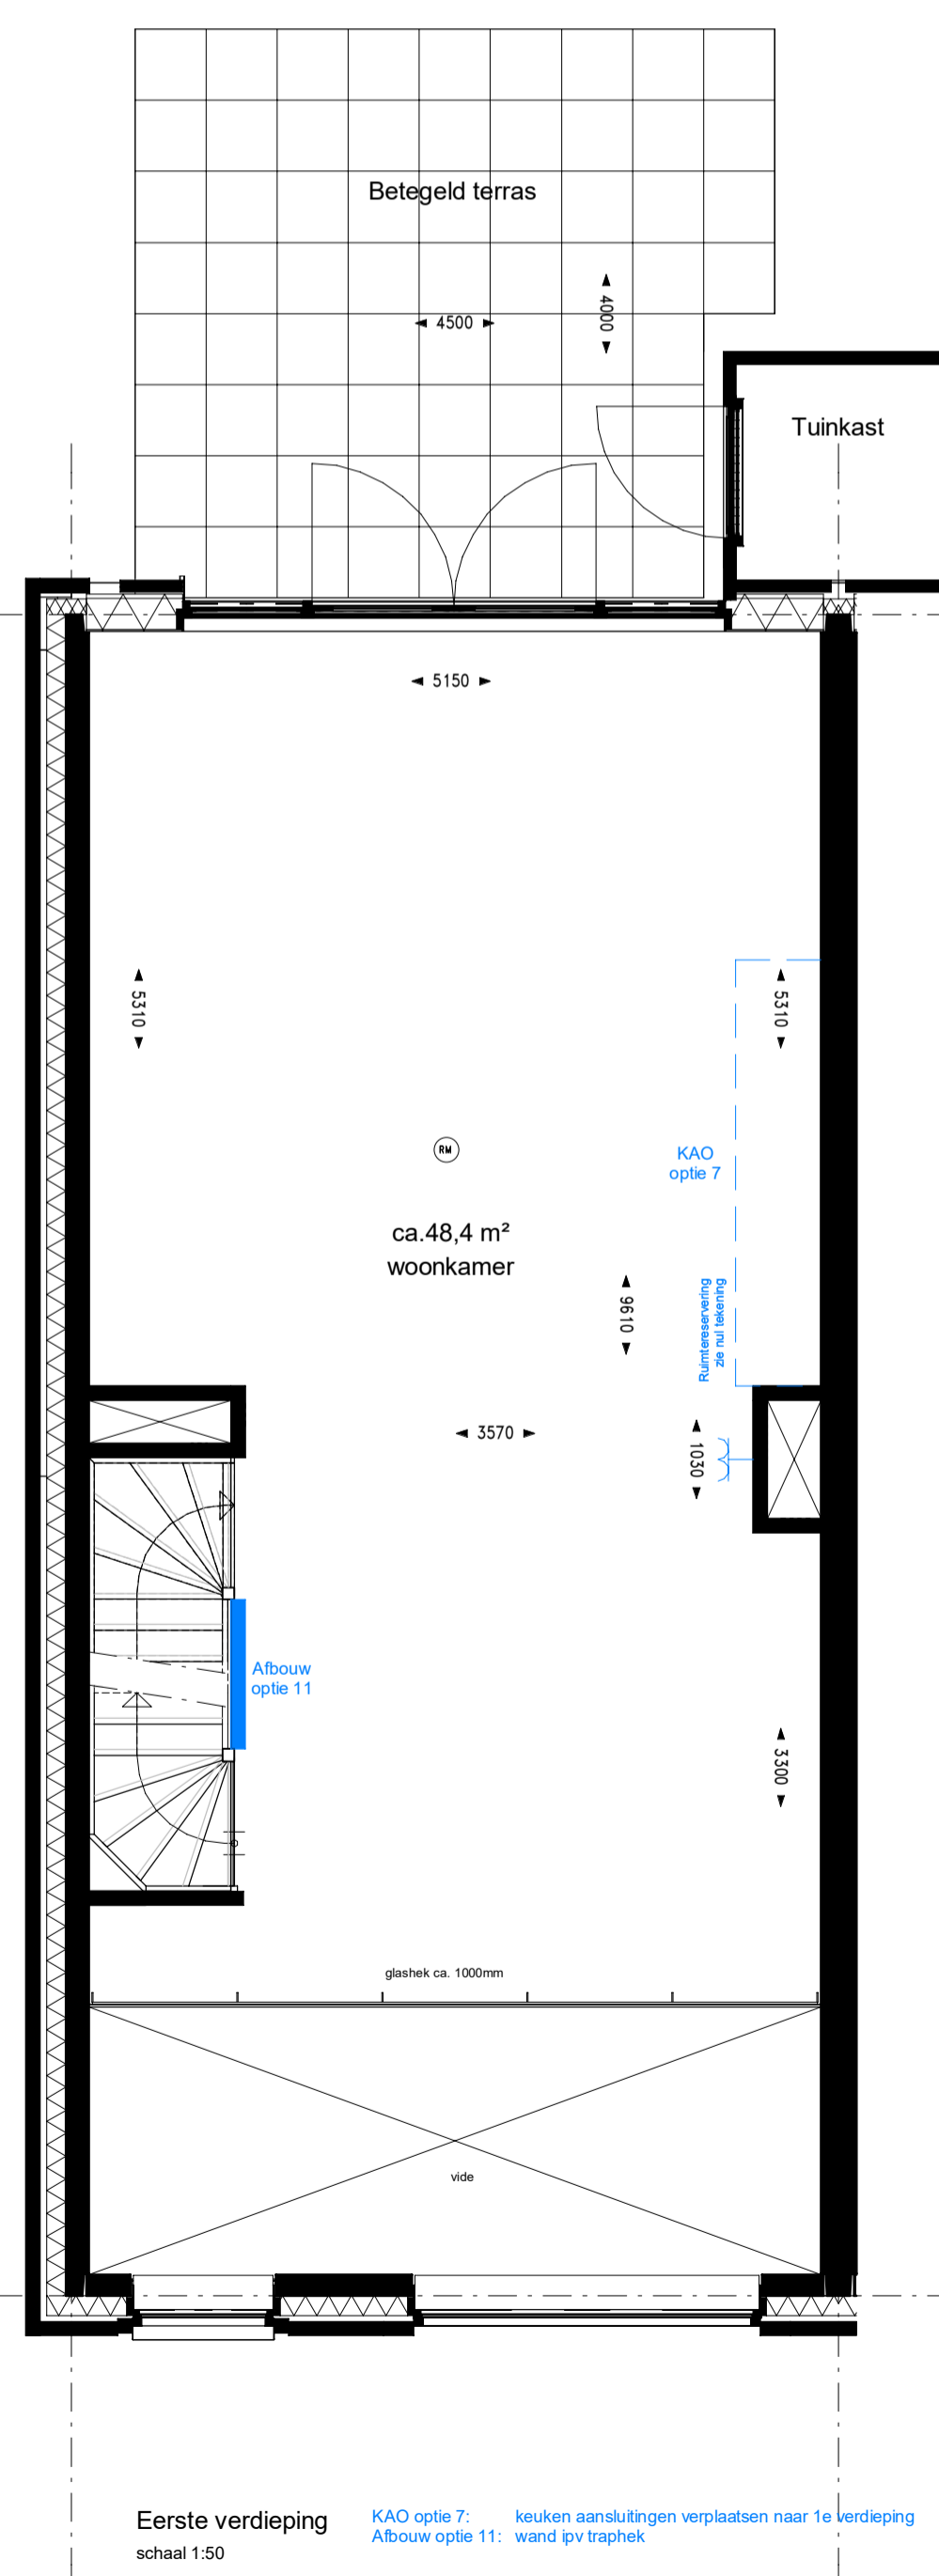 Betegeld terras
4000
4500
Tuinkast
5150
5310
5310
RM
KAO
optie 7
ca.48,4 m²
woonkamer
Ruimtereservering
zie nul tekening
9610
3570
1030
Afbouw
optie 11
3300
glashek ca. 1000mm
vide
Eerste verdieping
schaal 1:50
KAO optie 7: keuken aansluitingen verplaatsen naar 1e verdieping
Afbouw optie 11: wand ipv traphek